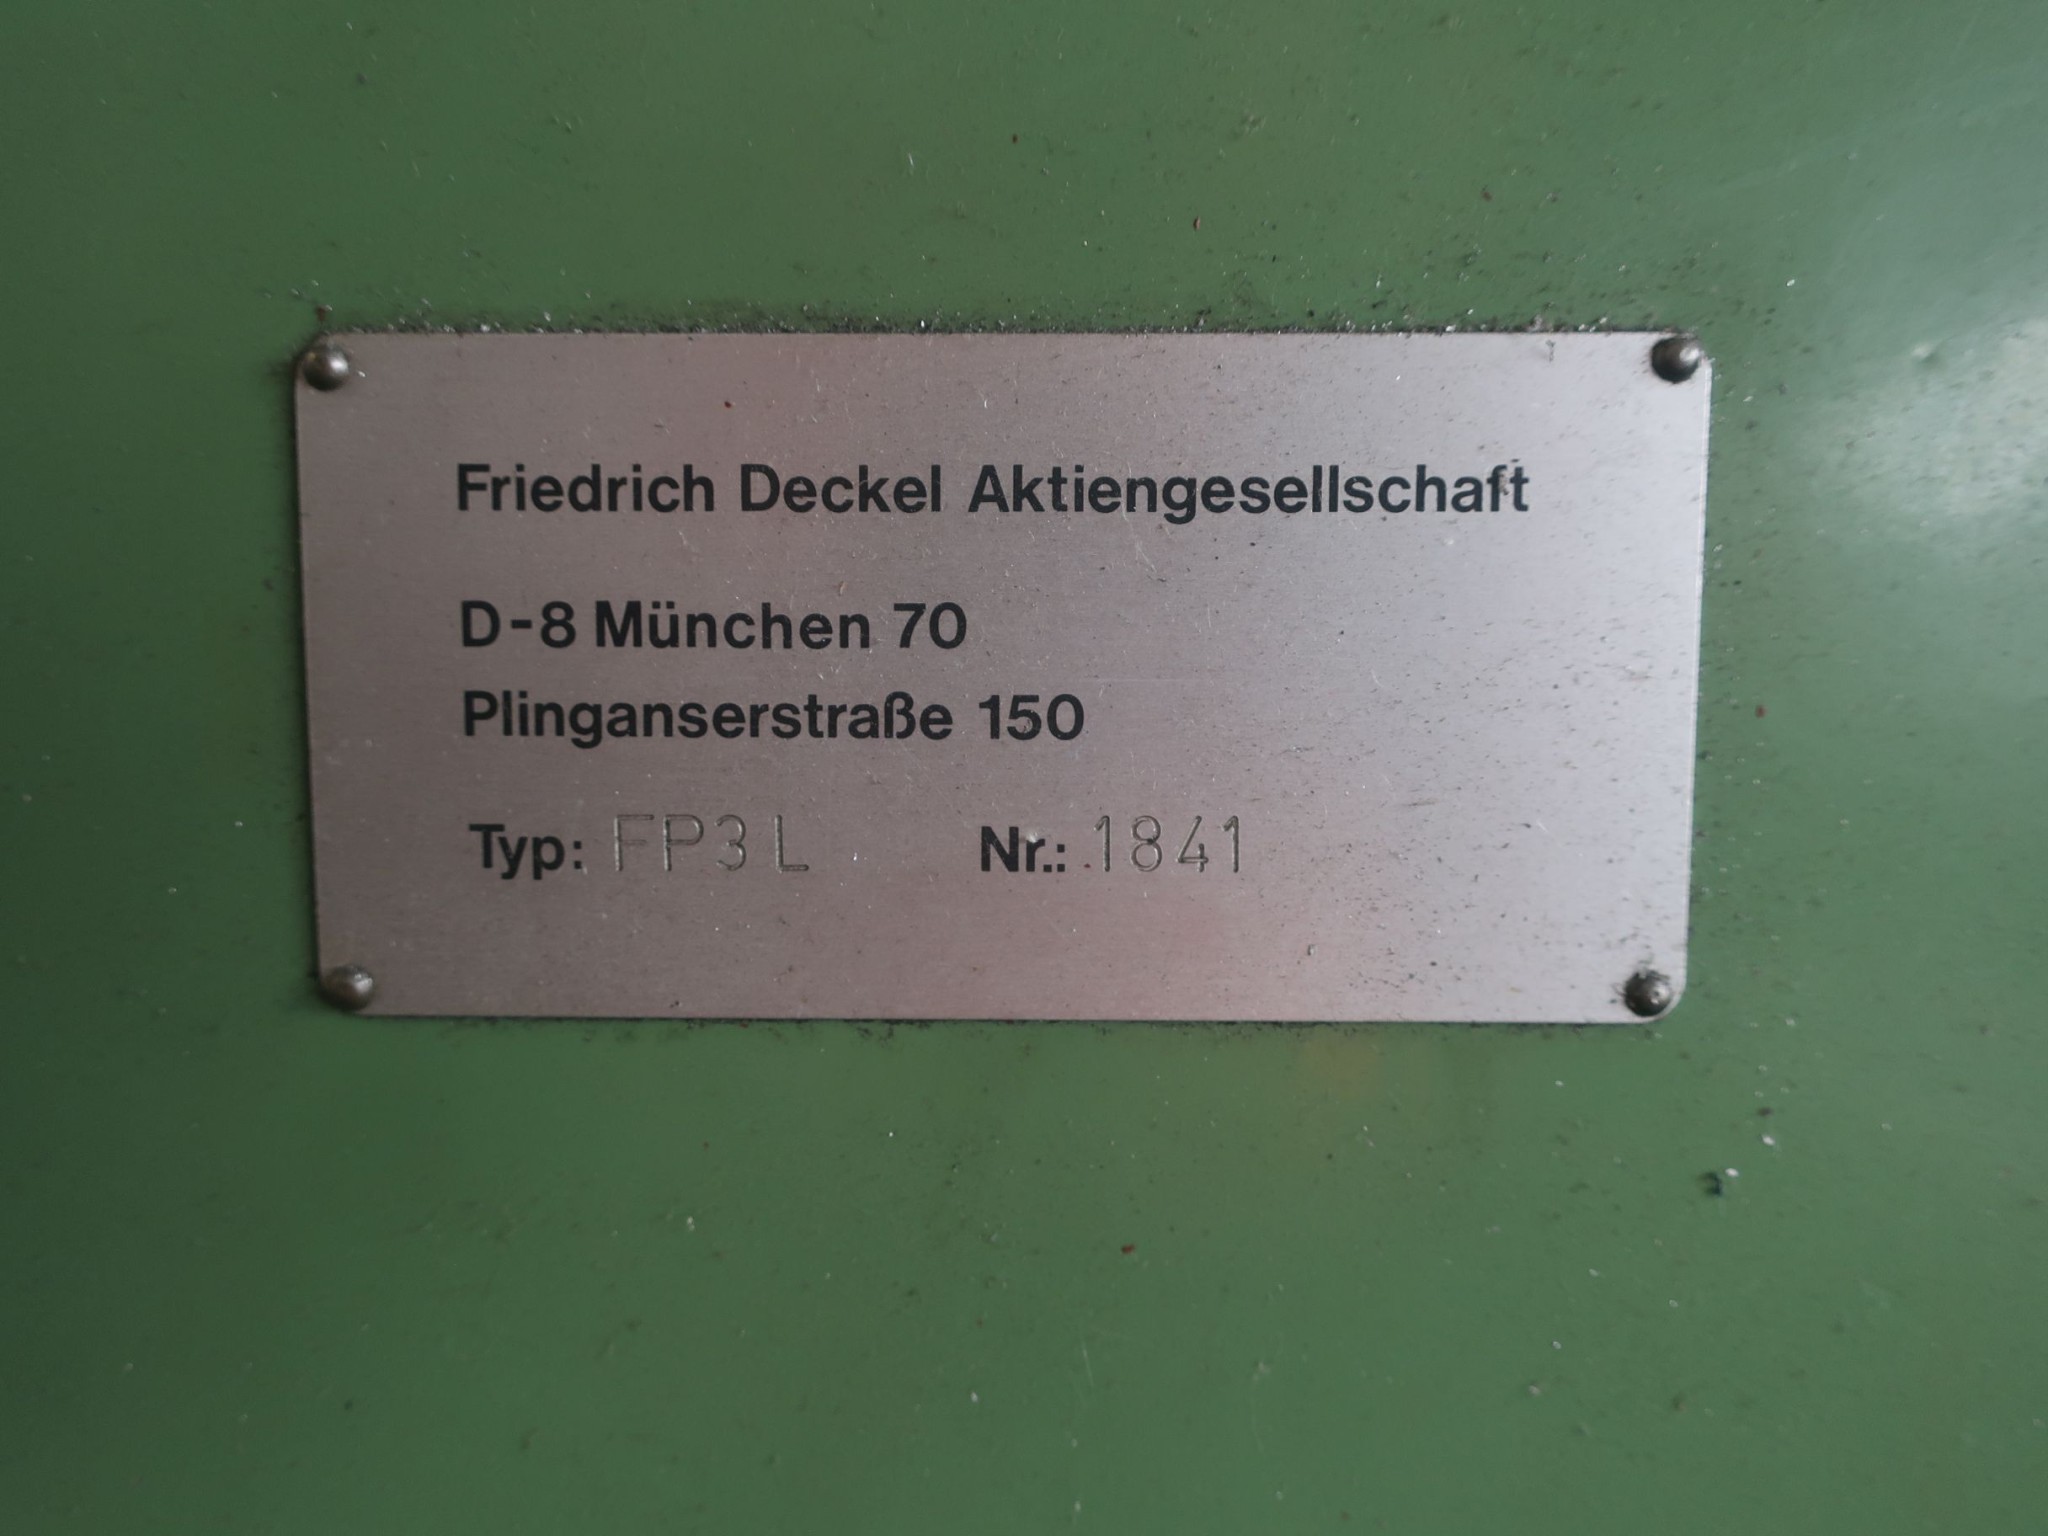 Friedrich Deckel Aktiengesellschaft
D-8 München 70
Plinganserstraße 150
Typ: FP3L Nr.: 1841